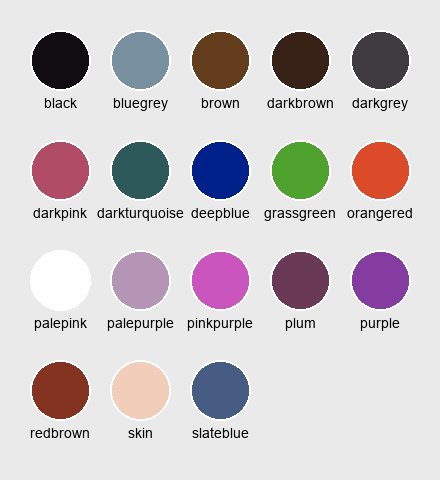 black bluegrey brown darkbrown darkgrey
darkpink darkturquoise deepblue grassgreen orangered
palepink palepurple pinkpurple plum purple
redbrown skin slateblue